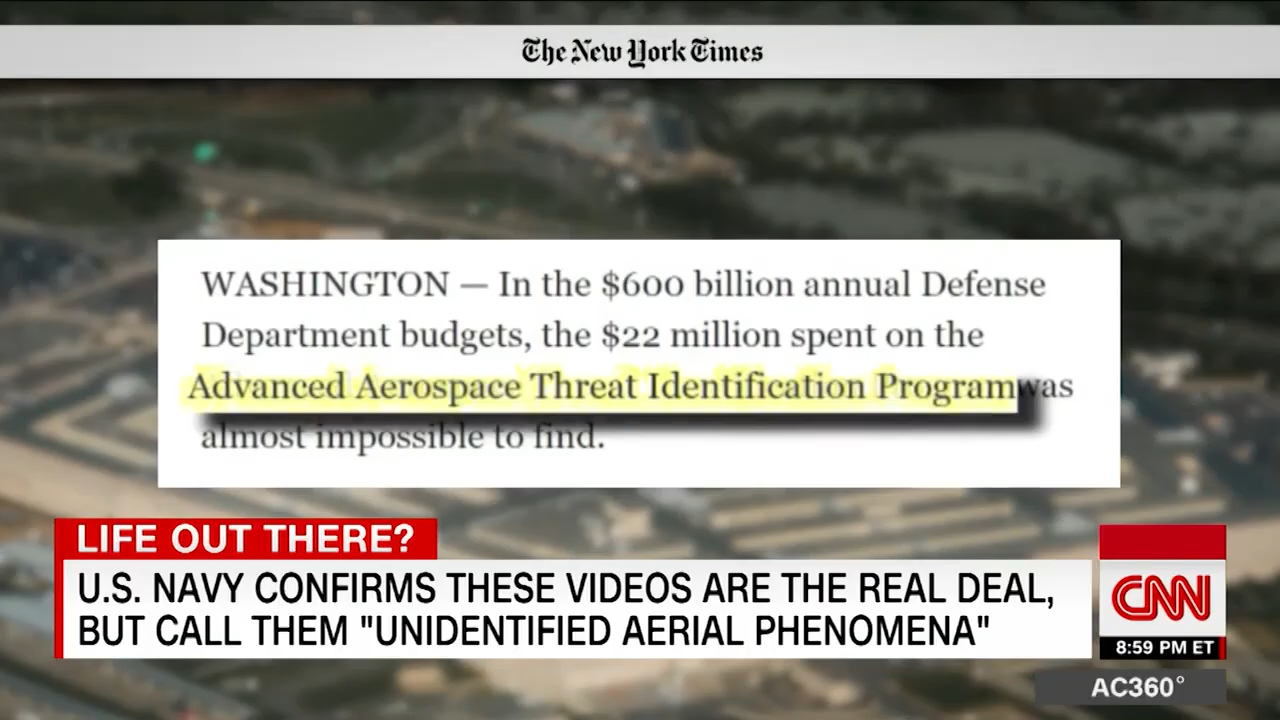 The New York Times
WASHINGTON — In the $600 billion annual Defense
Department budgets, the $22 million spent on the
Advanced Aerospace Threat Identification Program was
almost impossible to find.
LIFE OUT THERE?
U.S. NAVY CONFIRMS THESE VIDEOS ARE THE REAL DEAL,
BUT CALL THEM "UNIDENTIFIED AERIAL PHENOMENA"
CNN
8:59 PM ET
AC360°